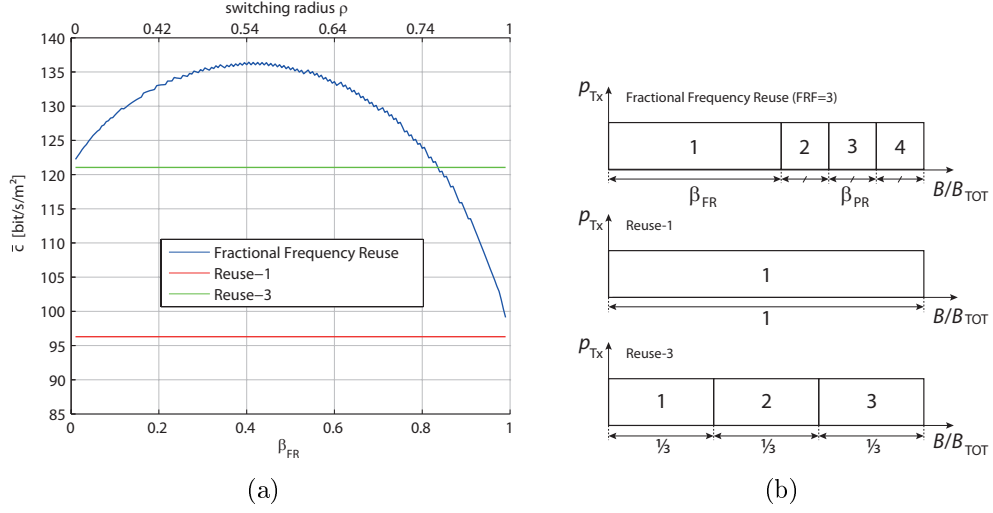 switching radius ρ
0 0.42 0.54 0.64 0.74 1
140
135
130
125
120
115
110
105
100
95
90
85
c̄ [bit/s/m²]
Fractional Frequency Reuse
Reuse−1
Reuse−3
0 0.2 0.4 0.6 0.8 1
β_FR
(a)
p_Tx
Fractional Frequency Reuse (FRF=3)
1 2 3 4
β_FR β_PR B/B_TOT
p_Tx
Reuse-1
1
1 B/B_TOT
p_Tx
Reuse-3
1 2 3
⅓ ⅓ ⅓ B/B_TOT
(b)